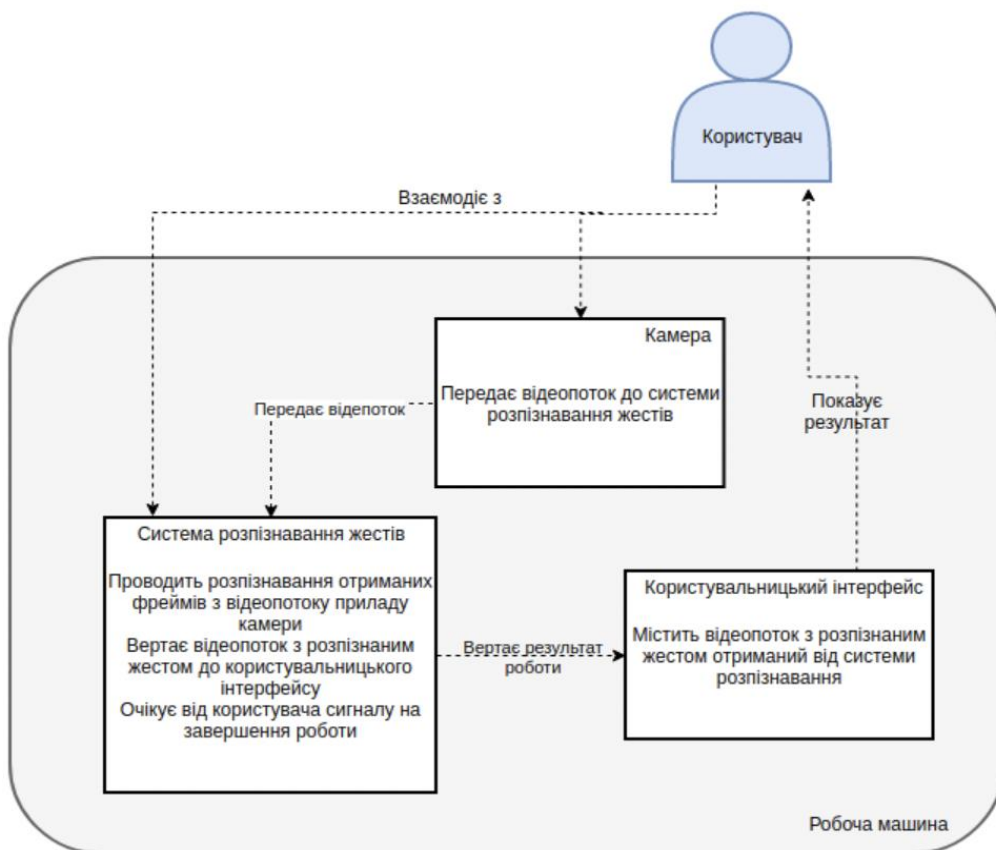 Користувач
Взаємодіє з
Камера
Передає відеопоток до системи
розпізнавання жестів
Передає відепоток
Показує
результат
Система розпізнавання жестів
Проводить розпізнавання отриманих
фреймів з відеопотоку приладу
камери
Вертає відеопоток з розпізнаним
жестом до користувальницького
інтерфейсу
Очікує від користувача сигналу на
завершення роботи
Вертає результат
роботи
Користувальницький інтерфейс
Містить відеопоток з розпізнаним
жестом отриманий від системи
розпізнавання
Робоча машина